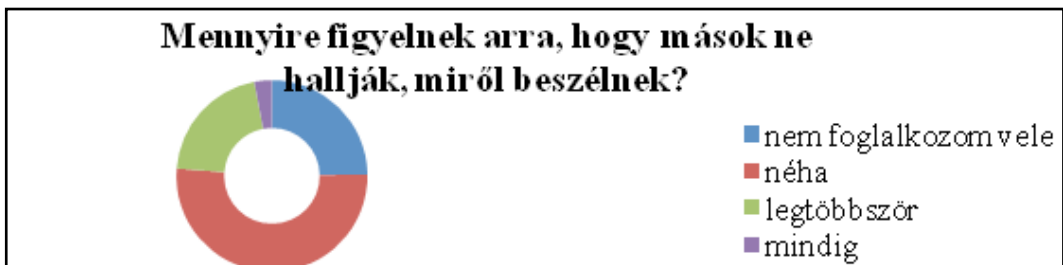 Mennyire figyelnek arra, hogy mások ne
hallják, miről beszélnek?
nem foglalkozom vele
néha
legtöbbször
mindig